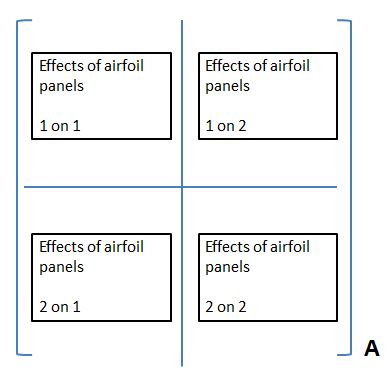 Effects of airfoil
panels
1 on 1
Effects of airfoil
panels
1 on 2
Effects of airfoil
panels
2 on 1
Effects of airfoil
panels
2 on 2
A